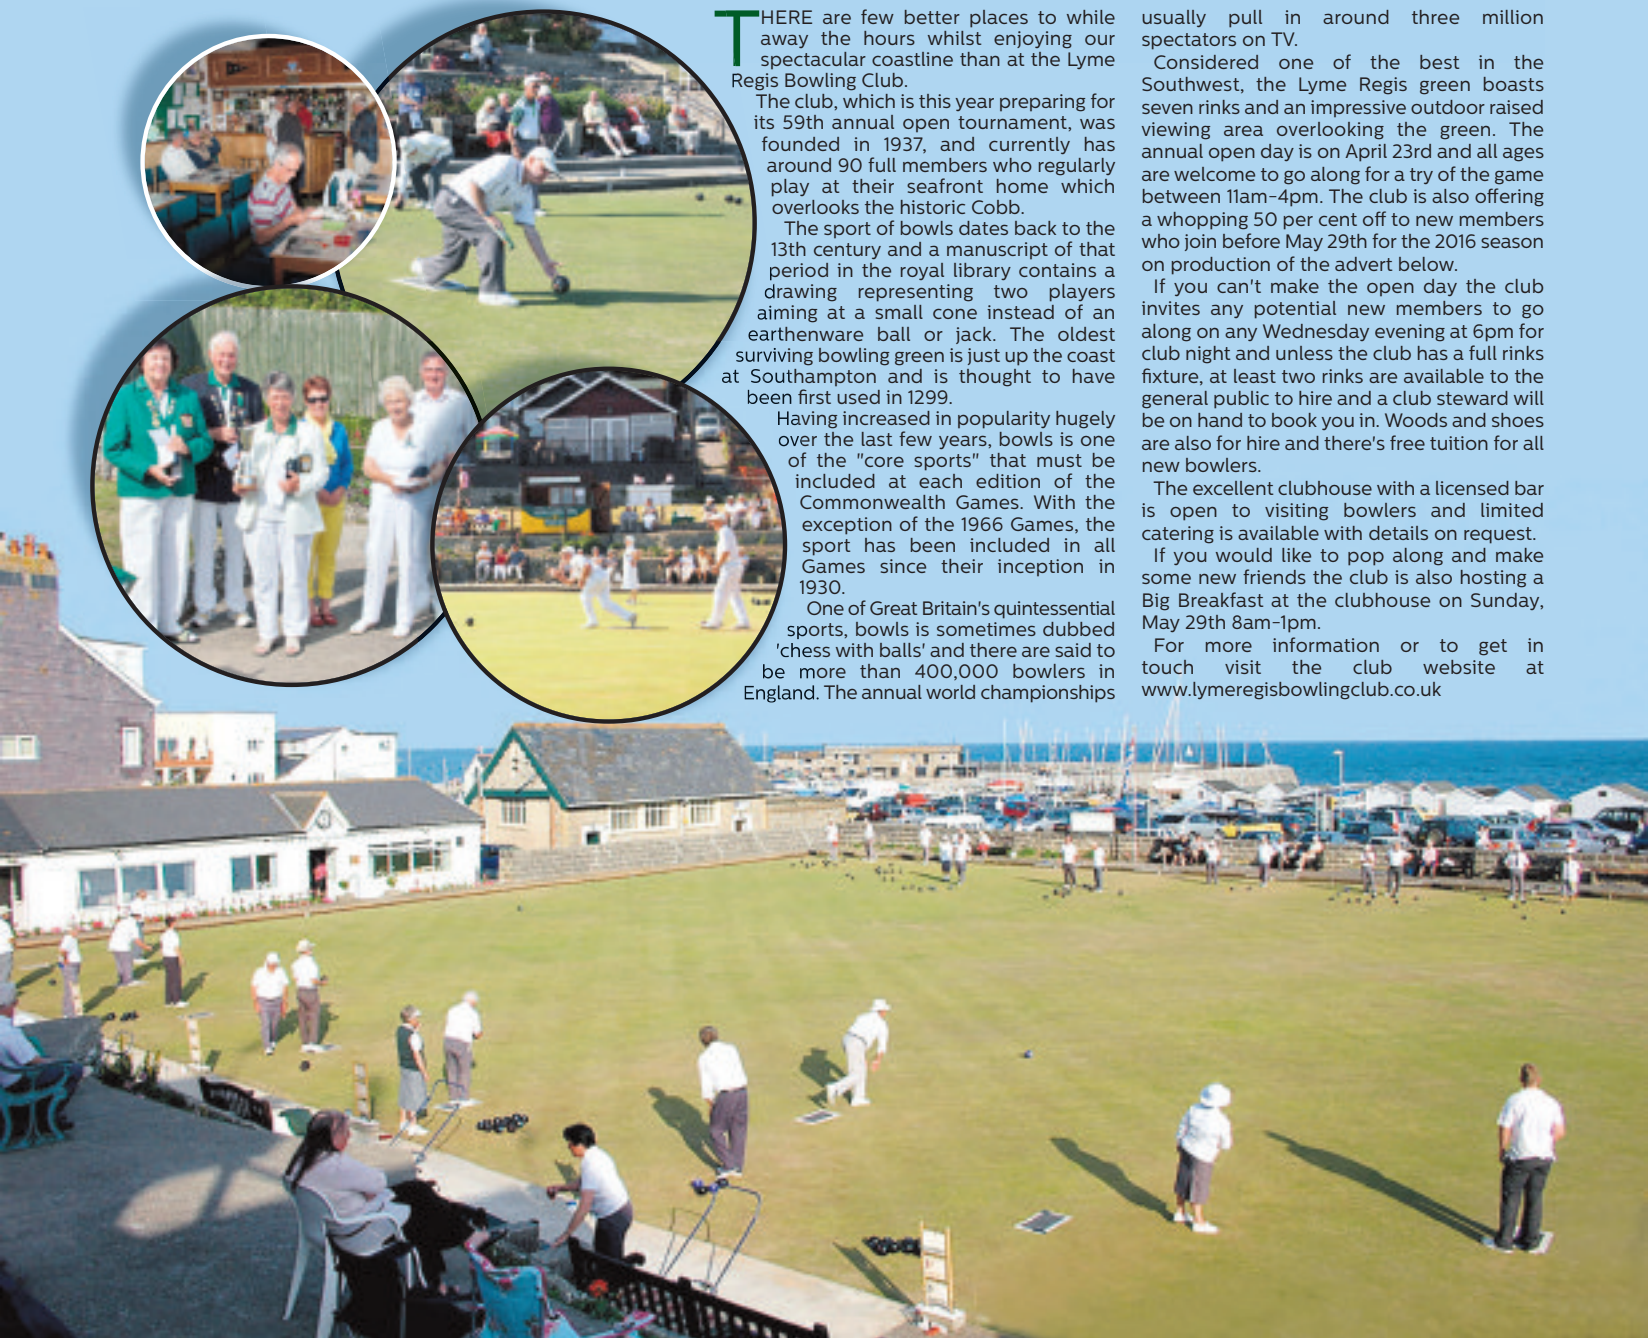 THERE are few better places to while
away the hours whilst enjoying our
spectacular coastline than at the Lyme
Regis Bowling Club.
The club, which is this year preparing for
its 59th annual open tournament, was
founded in 1937, and currently has
around 90 full members who regularly
play at their seafront home which
overlooks the historic Cobb.
The sport of bowls dates back to the
13th century and a manuscript of that
period in the royal library contains a
drawing representing two players
aiming at a small cone instead of an
earthenware ball or jack. The oldest
surviving bowling green is just up the coast
at Southampton and is thought to have
been first used in 1299.
Having increased in popularity hugely
over the last few years, bowls is one
of the "core sports" that must be
included at each edition of the
Commonwealth Games. With the
exception of the 1966 Games, the
sport has been included in all
Games since their inception in
1930.
One of Great Britain's quintessential
sports, bowls is sometimes dubbed
'chess with balls' and there are said to
be more than 400,000 bowlers in
England. The annual world championships
usually pull in around three million
spectators on TV.
Considered one of the best in the
Southwest, the Lyme Regis green boasts
seven rinks and an impressive outdoor raised
viewing area overlooking the green. The
annual open day is on April 23rd and all ages
are welcome to go along for a try of the game
between 11am-4pm. The club is also offering
a whopping 50 per cent off to new members
who join before May 29th for the 2016 season
on production of the advert below.
If you can't make the open day the club
invites any potential new members to go
along on any Wednesday evening at 6pm for
club night and unless the club has a full rinks
fixture, at least two rinks are available to the
general public to hire and a club steward will
be on hand to book you in. Woods and shoes
are also for hire and there's free tuition for all
new bowlers.
The excellent clubhouse with a licensed bar
is open to visiting bowlers and limited
catering is available with details on request.
If you would like to pop along and make
some new friends the club is also hosting a
Big Breakfast at the clubhouse on Sunday,
May 29th 8am-1pm.
For more information or to get in
touch visit the club website at
www.lymeregisbowlingclub.co.uk